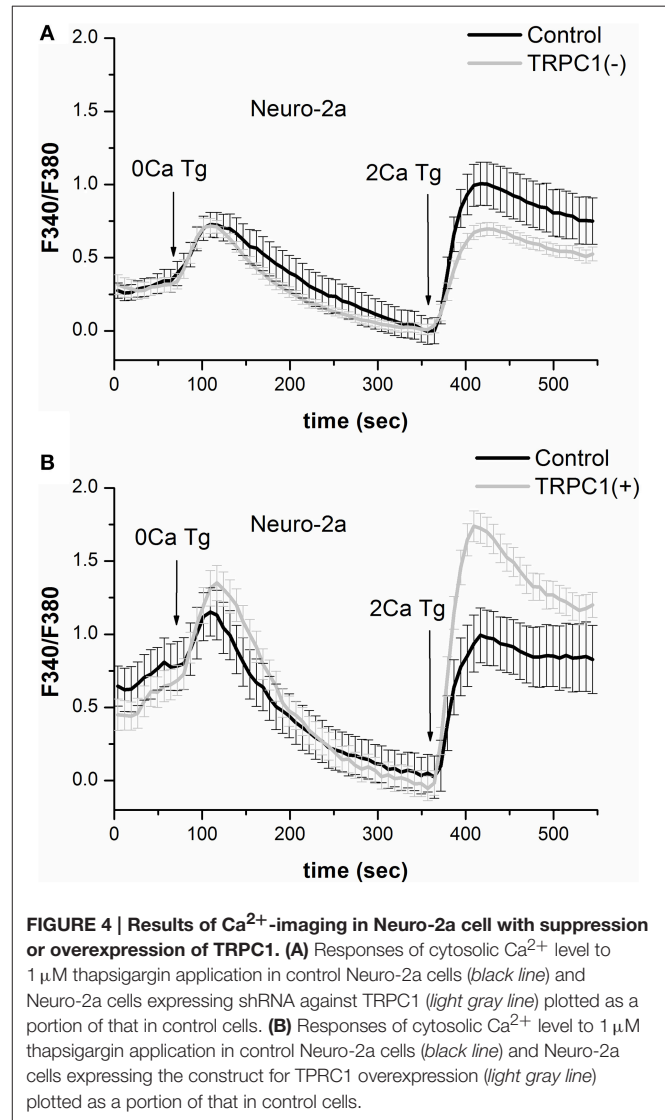 A
Control
TRPC1(-)
2.0
Neuro-2a
1.5
0Ca Tg
2Ca Tg
1.0
F340/F380
0.5
0.0
0 100 200 300 400 500
time (sec)
B
Control
TRPC1(+)
2.0
0Ca Tg
Neuro-2a
1.5
2Ca Tg
1.0
F340/F380
0.5
0.0
0 100 200 300 400 500
time (sec)
FIGURE 4 | Results of Ca²⁺-imaging in Neuro-2a cell with suppression
or overexpression of TRPC1. (A) Responses of cytosolic Ca²⁺ level to
1 μM thapsigargin application in control Neuro-2a cells (black line) and
Neuro-2a cells expressing shRNA against TRPC1 (light gray line) plotted as a
portion of that in control cells. (B) Responses of cytosolic Ca²⁺ level to 1 μM
thapsigargin application in control Neuro-2a cells (black line) and Neuro-2a
cells expressing the construct for TPRC1 overexpression (light gray line)
plotted as a portion of that in control cells.